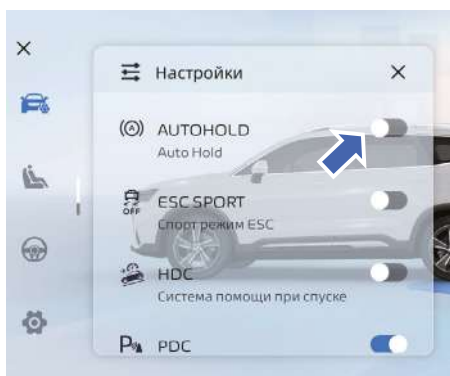 Настройки
(A) AUTOHOLD
Auto Hold
OFF ESC SPORT
Спорт режим ESC
HDC
Система помощи при спуске
P PDC